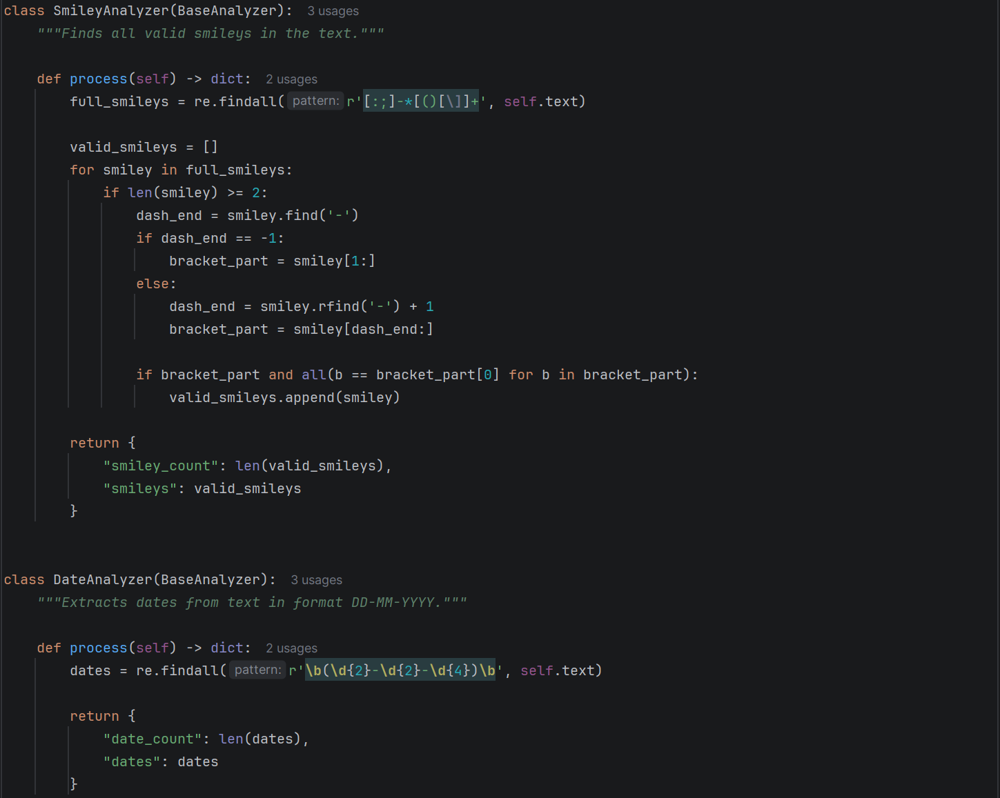 class SmileyAnalyzer(BaseAnalyzer):  3 usages
    """Finds all valid smileys in the text."""

    def process(self) -> dict:  2 usages
        full_smileys = re.findall( pattern: r'[:;]-*[()[\]]+', self.text)

        valid_smileys = []
        for smiley in full_smileys:
            if len(smiley) >= 2:
                dash_end = smiley.find('-')
                if dash_end == -1:
                    bracket_part = smiley[1:]
                else:
                    dash_end = smiley.rfind('-') + 1
                    bracket_part = smiley[dash_end:]

                if bracket_part and all(b == bracket_part[0] for b in bracket_part):
                    valid_smileys.append(smiley)

        return {
            "smiley_count": len(valid_smileys),
            "smileys": valid_smileys
        }


class DateAnalyzer(BaseAnalyzer):  3 usages
    """Extracts dates from text in format DD-MM-YYYY."""

    def process(self) -> dict:  2 usages
        dates = re.findall( pattern: r'\b(\d{2}-\d{2}-\d{4})\b', self.text)

        return {
            "date_count": len(dates),
            "dates": dates
        }